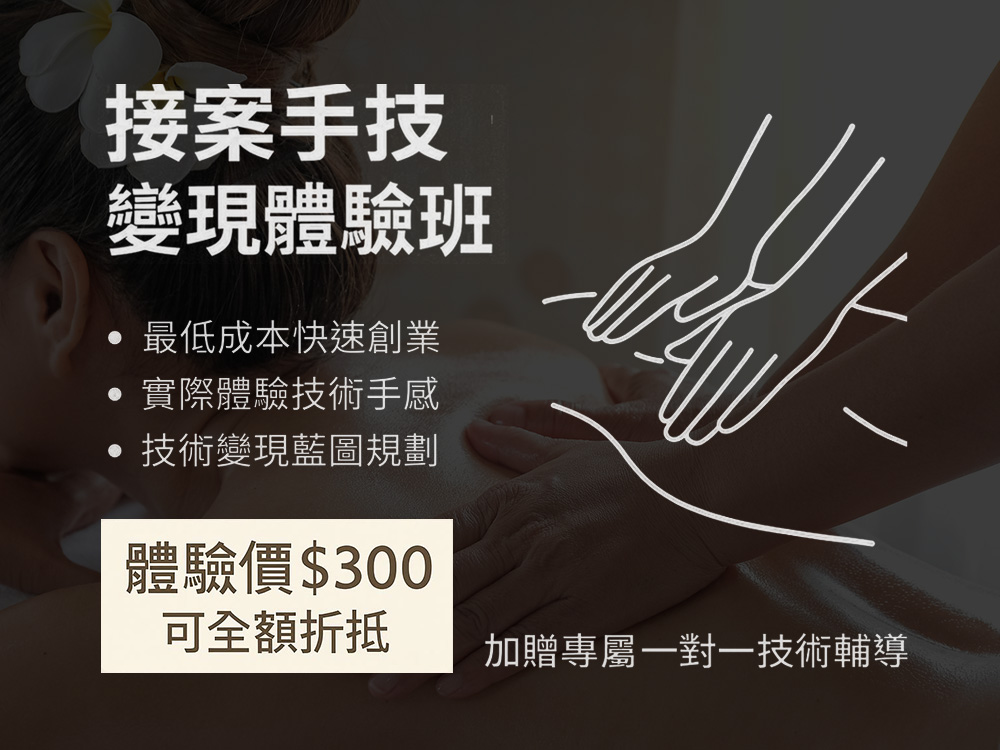 接案手技
變現體驗班
• 最低成本快速創業
• 實際體驗技術手感
• 技術變現藍圖規劃
體驗價$300
可全額折抵
加贈專屬一對一技術輔導